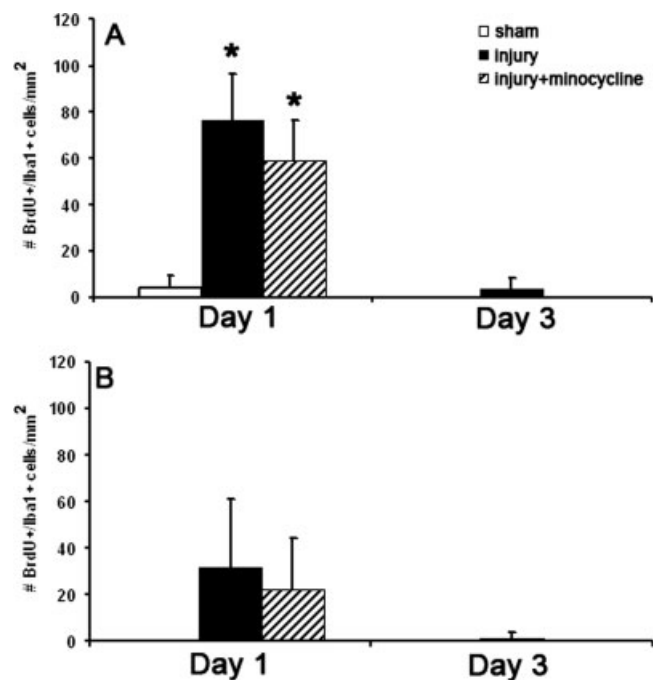 A
sham
injury
injury+minocycline
# BrdU+/Iba1+ cells/mm²
120
100
80
60
40
20
0
*
*
Day 1
Day 3
B
# BrdU+/Iba1+ cells/mm²
120
100
80
60
40
20
0
Day 1
Day 3